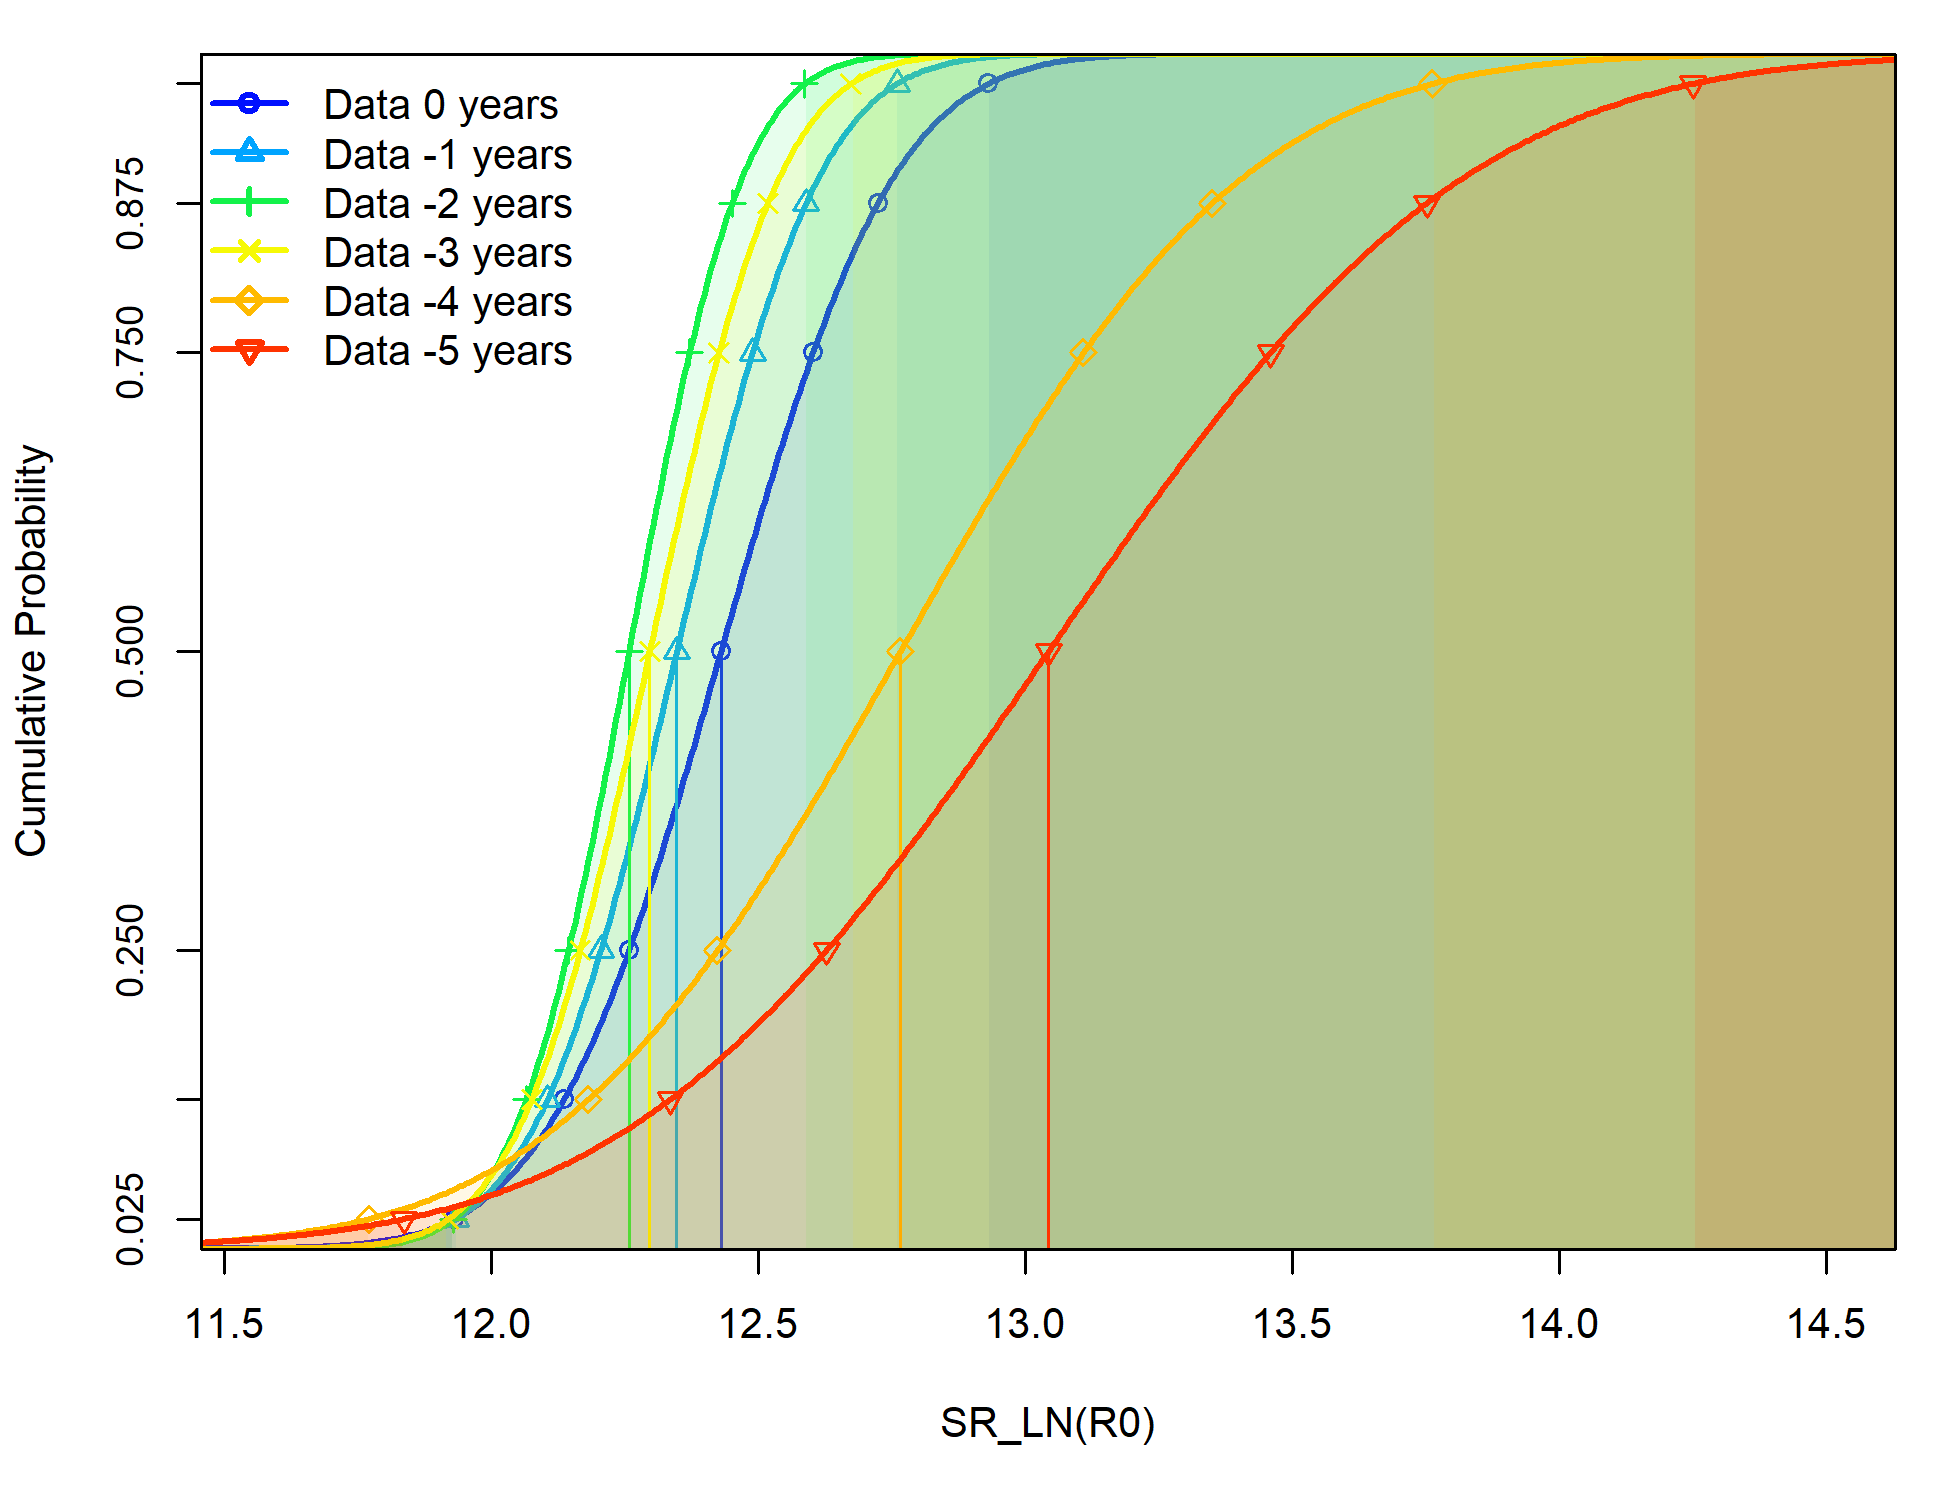 Data 0 years
Data -1 years
Data -2 years
Data -3 years
Data -4 years
Data -5 years
Cumulative Probability
0.875
0.750
0.500
0.250
0.025
11.5 12.0 12.5 13.0 13.5 14.0 14.5
SR_LN(R0)